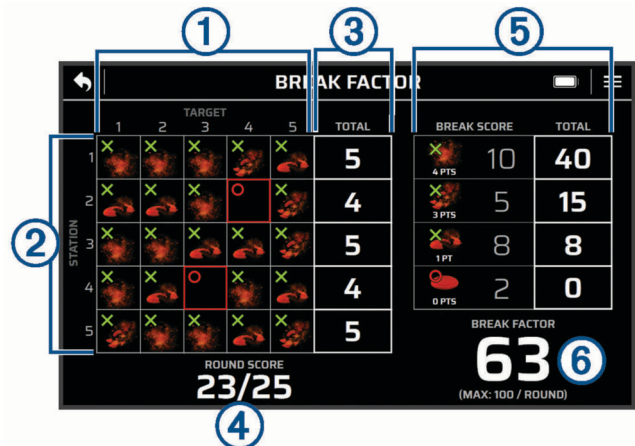 1
3
5
BREAK FACTOR
TARGET
1 2 3 4 5 TOTAL
BREAK SCORE TOTAL
1 5
4 PTS 10 40
2 4
3 PTS 5 15
2
STATION
3 5
1 PT 8 8
4 4
0 PTS 2 0
5 5
ROUND SCORE
23/25
4
BREAK FACTOR
63
6
(MAX: 100 / ROUND)